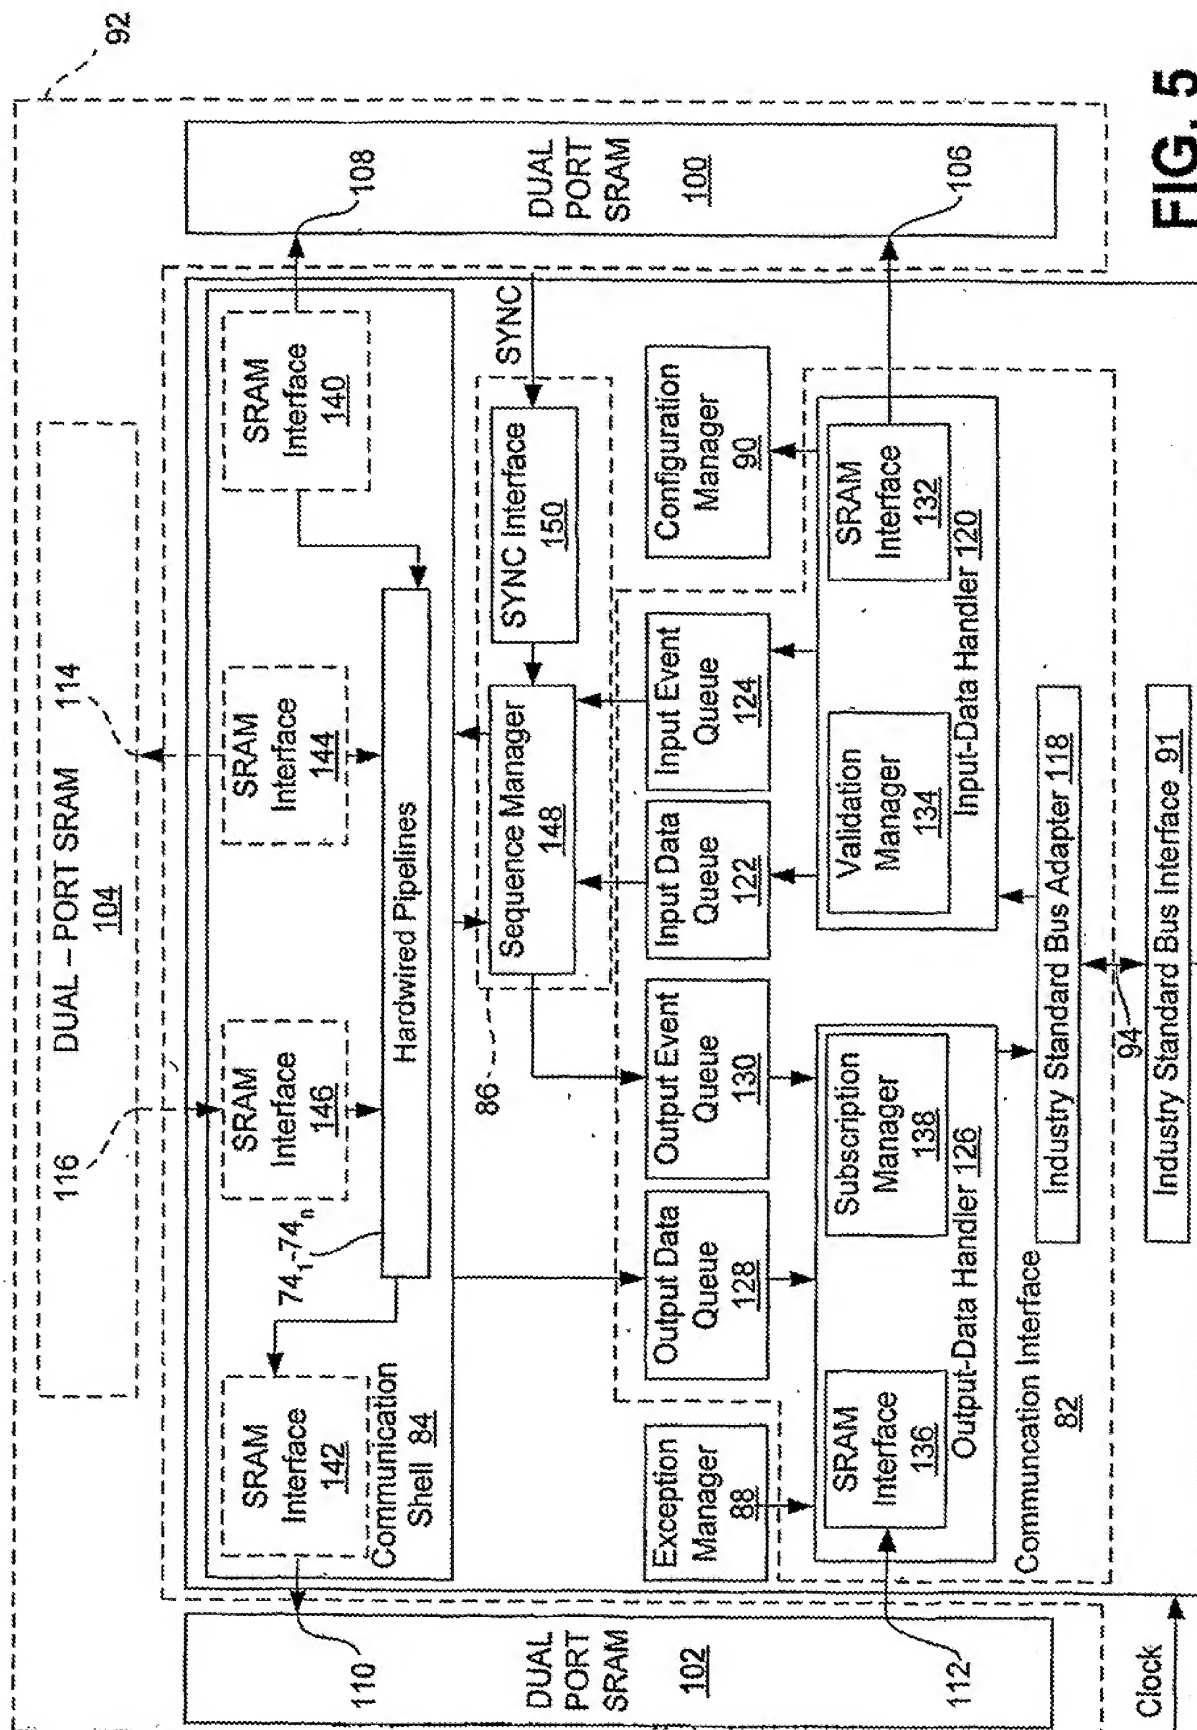 92
DUAL – PORT SRAM
104
116
114
110
108
DUAL
PORT
SRAM
102
DUAL
PORT
SRAM
100
112
106
SRAM
Interface
142
SRAM
Interface
146
SRAM
Interface
144
SRAM
Interface
140
74₁-74ₙ
Hardwired Pipelines
Communication
Shell 84
86
Sequence Manager
148
SYNC Interface
150
SYNC
Exception
Manager
88
Output Data
Queue
128
Output Event
Queue
130
Input Data
Queue
122
Input Event
Queue
124
Configuration
Manager
90
SRAM
Interface
136
Subscription
Manager
138
Output-Data Handler 126
Validation
Manager
134
SRAM
Interface
132
Input-Data Handler 120
Communcation Interface
82
Industry Standard Bus Adapter 118
94
Industry Standard Bus Interface 91
Clock
FIG. 5